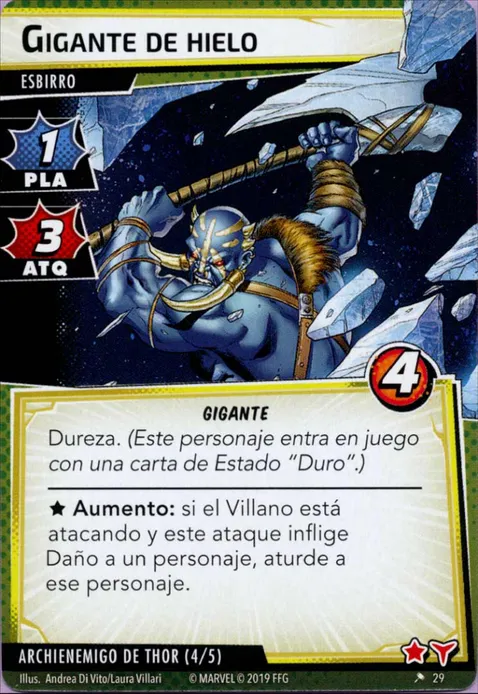 GIGANTE DE HIELO
ESBIRRO
1
PLA
3
ATQ
4
GIGANTE
Dureza. (Este personaje entra en juego
con una carta de Estado "Duro".)
★ Aumento: si el Villano está
atacando y este ataque inflige
Daño a un personaje, aturde a
ese personaje.
ARCHIENEMIGO DE THOR (4/5)
Illus. Andrea Di Vito/Laura Villari © MARVEL © 2019 FFG 29